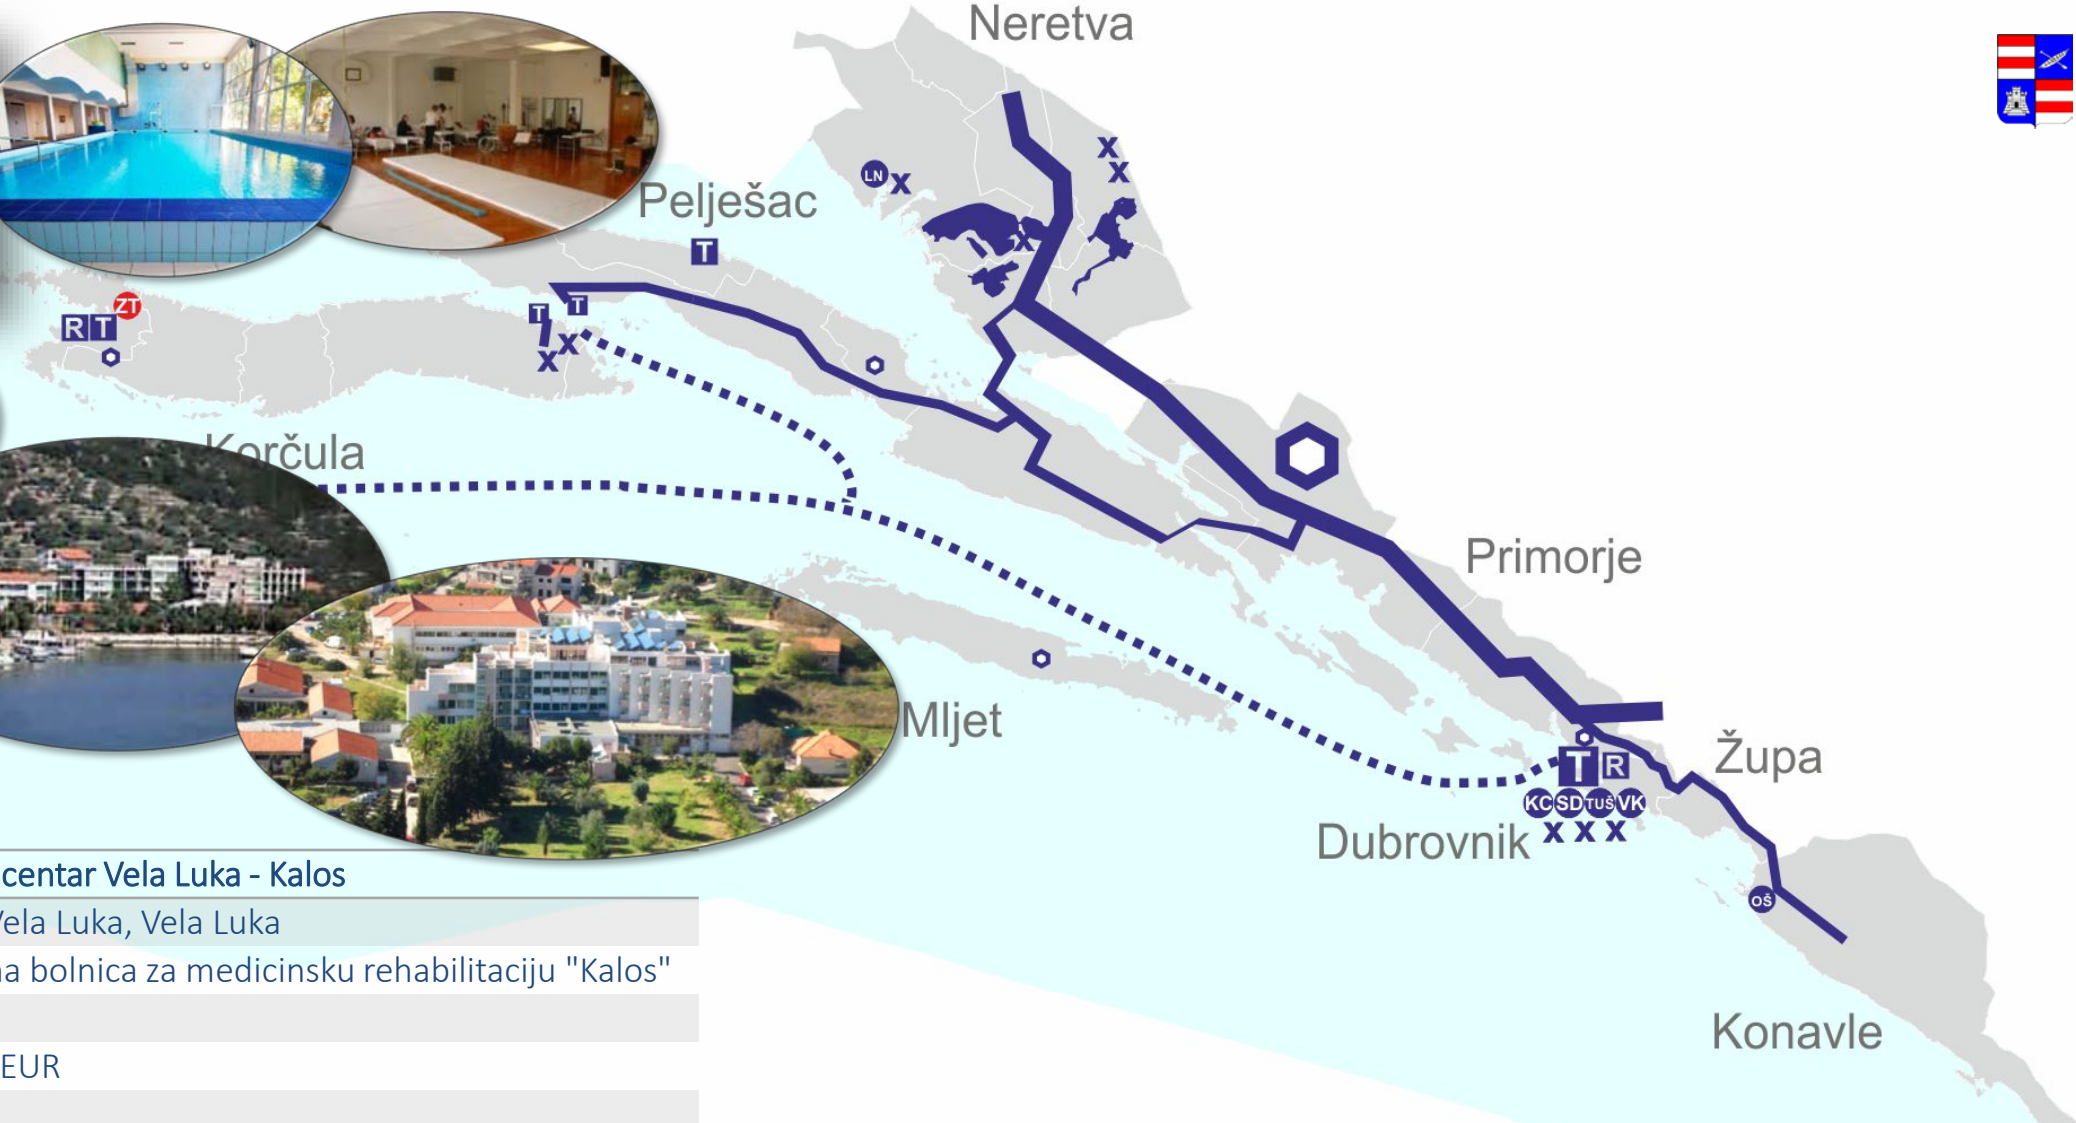 Neretva
Pelješac
LN X
X
X
X
T
ZT
R T
T
T
X X
Korčula
Primorje
Mljet
Župa
T R
KC SD TUŠ VK
Dubrovnik X X X
OŠ
Konavle
centar Vela Luka - Kalos
Vela Luka, Vela Luka
bolnica za medicinsku rehabilitaciju "Kalos"
EUR